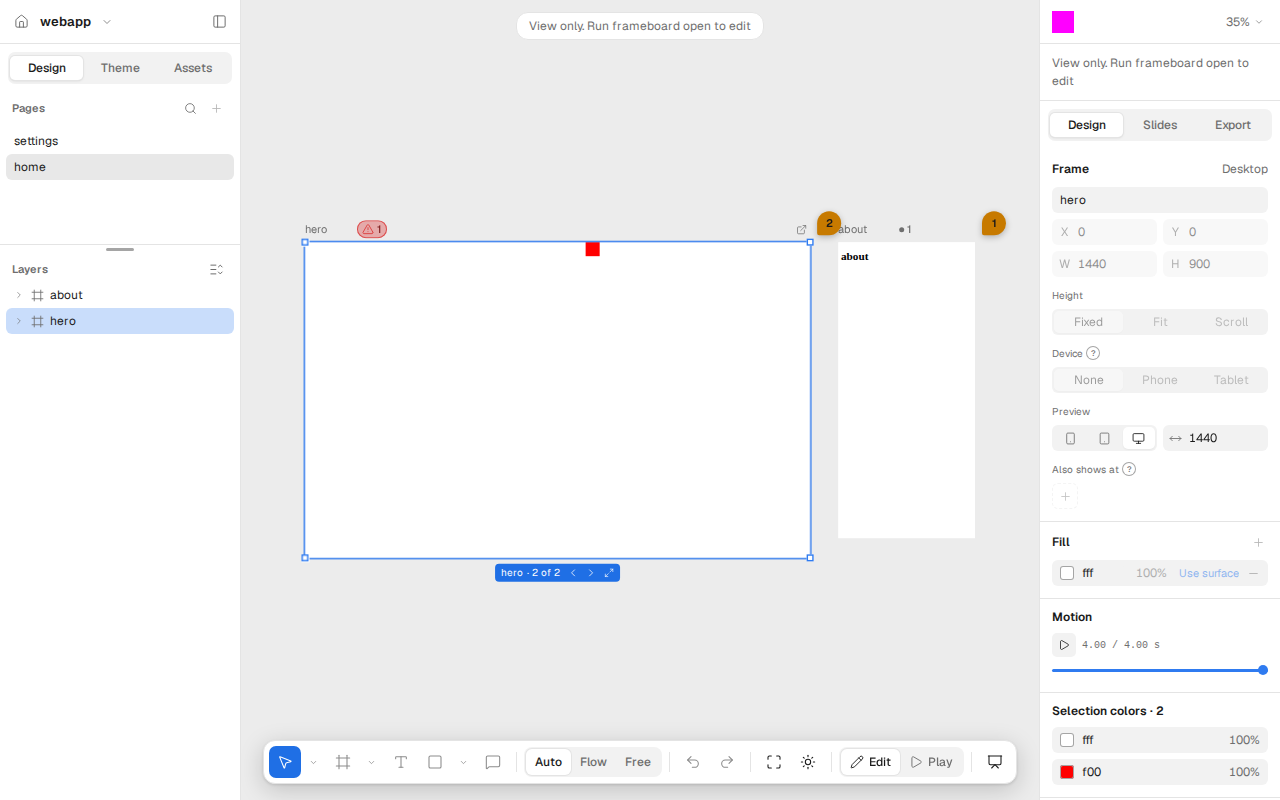 webapp
Design
Theme
Assets
Pages
settings
home
Layers
about
hero
View only. Run frameboard open to edit
hero
1
2
about
1
1
about
hero · 2 of 2
Auto
Flow
Free
Edit
Play
35%
View only. Run frameboard open to
edit
Design
Slides
Export
Frame
Desktop
hero
X 0
Y 0
W 1440
H 900
Height
Fixed
Fit
Scroll
Device ?
None
Phone
Tablet
Preview
1440
Also shows at ?
Fill
fff
100%
Use surface
Motion
4.00 / 4.00 s
Selection colors · 2
fff
100%
f00
100%